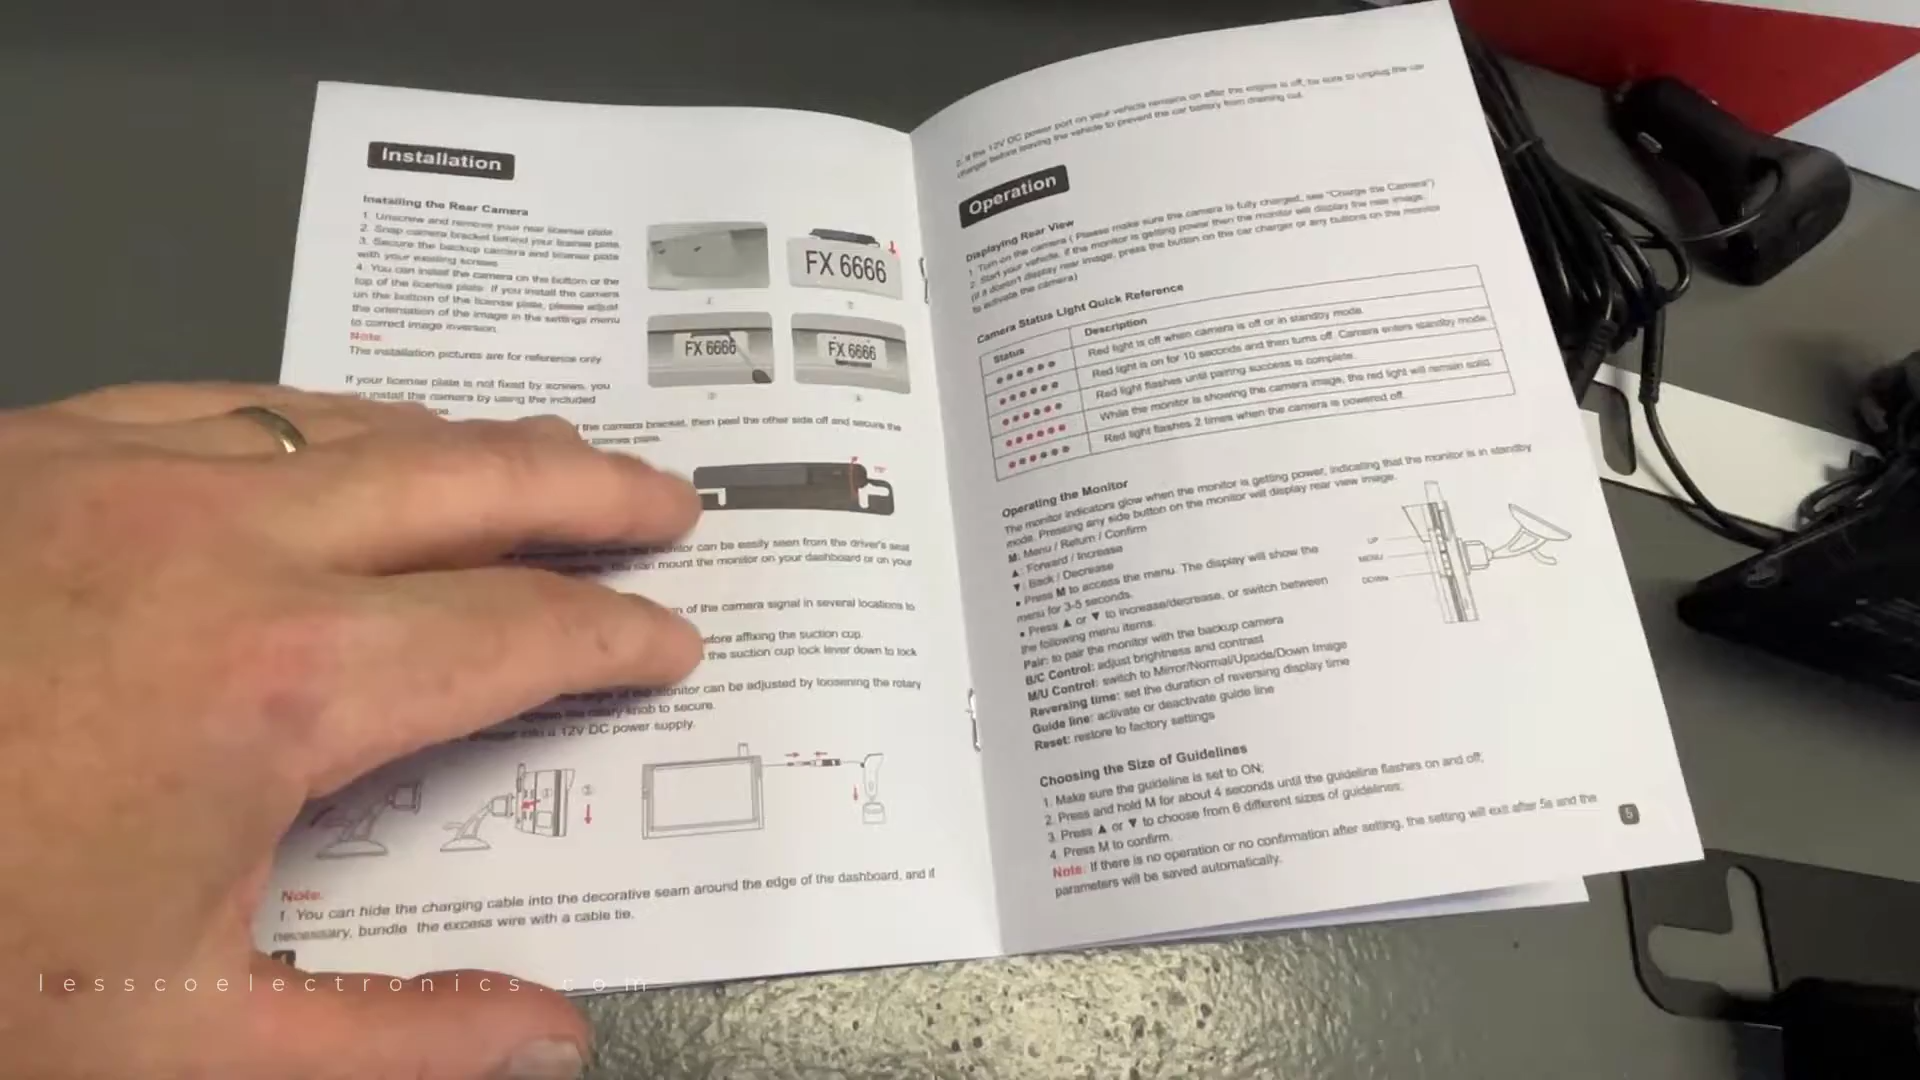 Installation
Installing the Rear Camera
1. Unscrew and remove your rear license plate
2. Snap camera bracket behind your license plate
3. Secure the backup camera and license plate
with your existing screws
4. You can install the camera on the bottom or the
top of the license plate. If you install the camera
on the bottom of the license plate, please adjust
the orientation of the image in the settings menu
to correct image inversion.
Note:
The installation pictures are for reference only
If your license plate is not fixed by screws, you
install the camera by using the included
FX 6666
FX 6666
FX 6666
the camera bracket, then peel the other side off and secure the
license plate.
can be easily seen from the driver's seat
can mount the monitor on your dashboard or on your
of the camera signal in several locations to
before affixing the suction cup.
the suction cup lock lever down to lock
monitor can be adjusted by loosening the rotary
knob to secure.
into a 12V DC power supply.
Note:
1. You can hide the charging cable into the decorative seam around the edge of the dashboard, and if
necessary, bundle the excess wire with a cable tie.
2. If the 12V DC power port on your vehicle remains on after the engine is off, be sure to unplug the car
charger before leaving the vehicle to prevent the car battery from draining out.
Operation
Displaying Rear View
1. Turn on the camera ( Please make sure the camera is fully charged, see "Charge the Camera")
2. Start your vehicle, if the monitor is getting power then the monitor will display the rear image.
(If it doesn't display rear image, press the button on the car charger or any buttons on the monitor
to activate the camera)
Camera Status Light Quick Reference
Status Description
Red light is off when camera is off or in standby mode.
Red light is on for 10 seconds and then turns off. Camera enters standby mode.
Red light flashes until pairing success is complete.
While the monitor is showing the camera image, the red light will remain solid.
Red light flashes 2 times when the camera is powered off.
Operating the Monitor
The monitor indicators glow when the monitor is getting power, indicating that the monitor is in standby
mode. Pressing any side button on the monitor will display rear view image.
M: Menu / Return / Confirm
▲: Forward / Increase
▼: Back / Decrease
• Press M to access the menu. The display will show the
menu for 3-5 seconds.
• Press ▲ or ▼ to increase/decrease, or switch between
the following menu items:
Pair: to pair the monitor with the backup camera
B/C Control: adjust brightness and contrast
M/U Control: switch to Mirror/Normal/Upside/Down Image
Reversing time: set the duration of reversing display time
Guide line: activate or deactivate guide line
Reset: restore to factory settings
UP
MENU
DOWN
Choosing the Size of Guidelines
1. Make sure the guideline is set to ON;
2. Press and hold M for about 4 seconds until the guideline flashes on and off;
3. Press ▲ or ▼ to choose from 6 different sizes of guidelines;
4. Press M to confirm.
Note: If there is no operation or no confirmation after setting, the setting will exit after 5s and the
parameters will be saved automatically.
5
lesscoelectronics.com